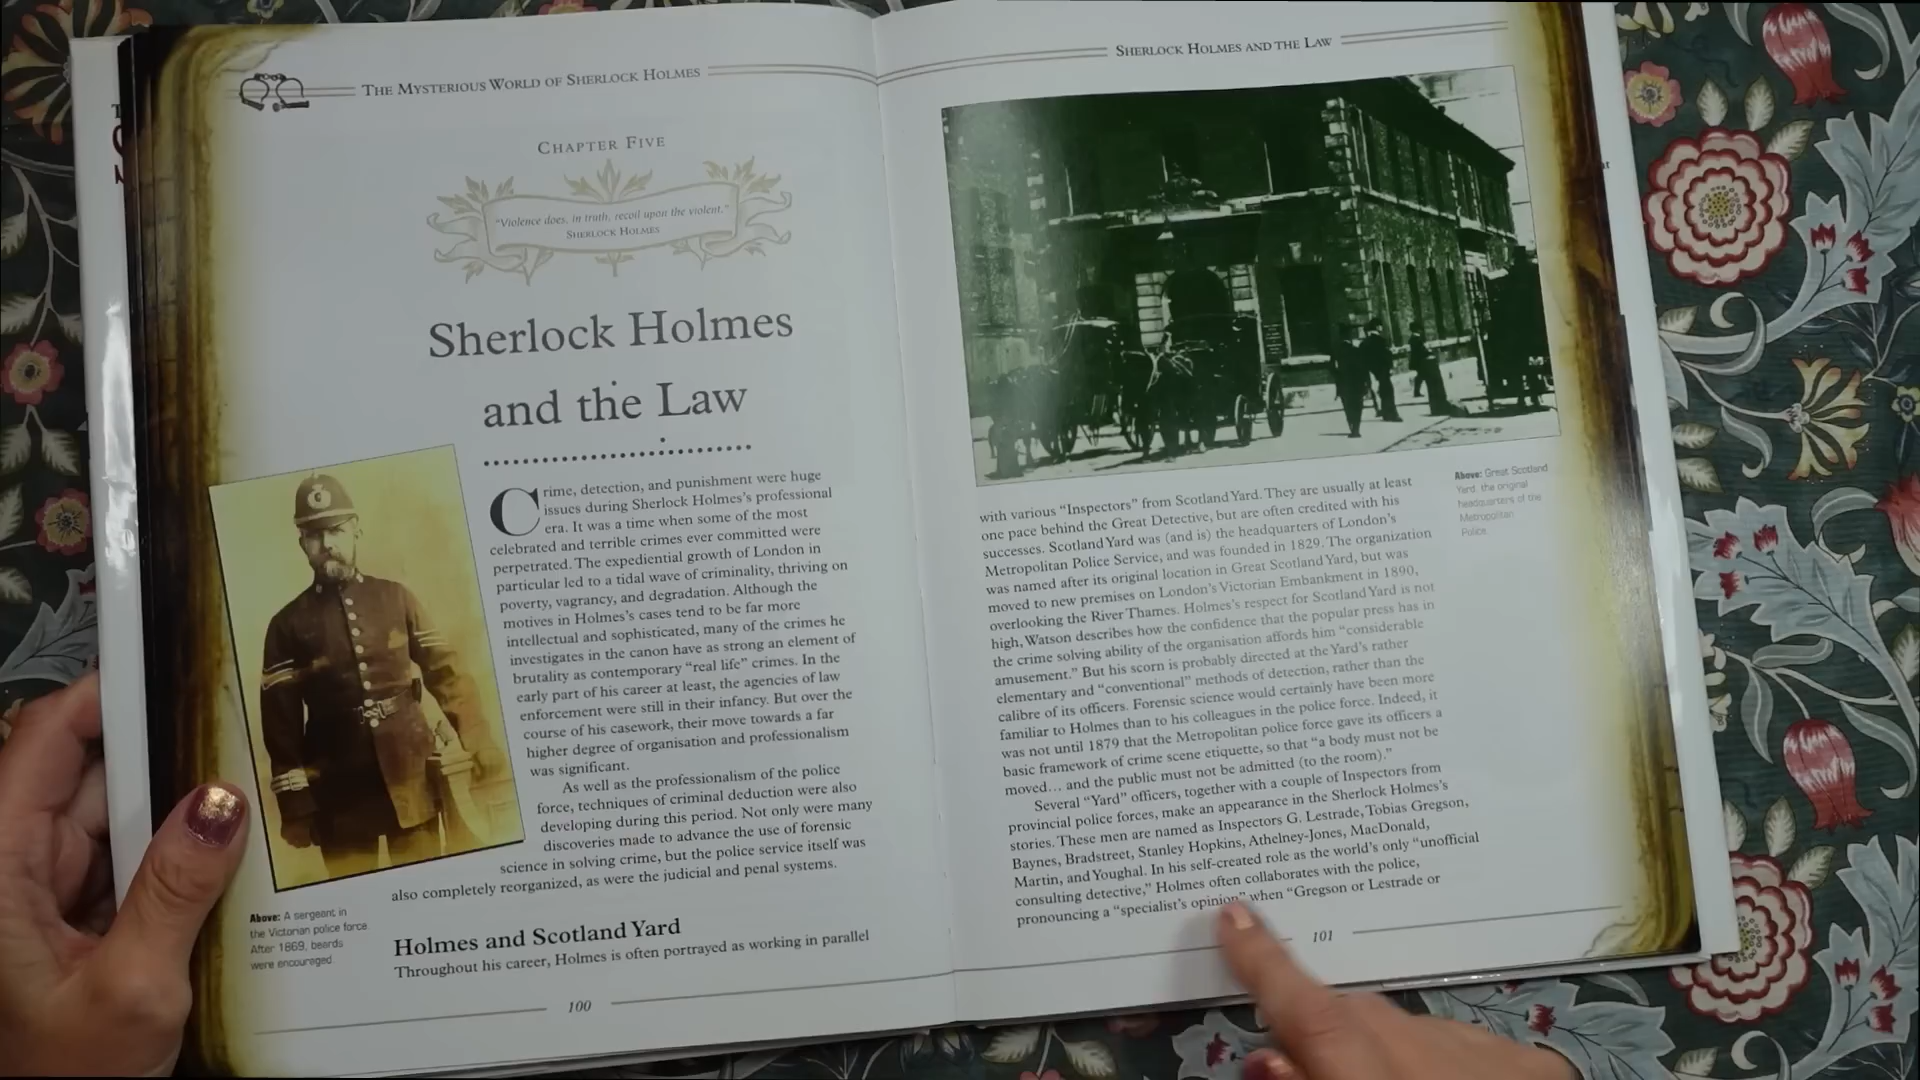 The Mysterious World of Sherlock Holmes
Chapter Five
"Violence does, in truth, recoil upon the violent."
Sherlock Holmes
Sherlock Holmes
and the Law
Crime, detection, and punishment were huge
issues during Sherlock Holmes's professional
era. It was a time when some of the most
celebrated and terrible crimes ever committed were
perpetrated. The expediential growth of London in
particular led to a tidal wave of criminality, thriving on
poverty, vagrancy, and degradation. Although the
motives in Holmes's cases tend to be far more
intellectual and sophisticated, many of the crimes he
investigates in the canon have as strong an element of
brutality as contemporary "real life" crimes. In the
early part of his career at least, the agencies of law
enforcement were still in their infancy. But over the
course of his casework, their move towards a far
higher degree of organisation and professionalism
was significant.
As well as the professionalism of the police
force, techniques of criminal deduction were also
developing during this period. Not only were many
discoveries made to advance the use of forensic
science in solving crime, but the police service itself was
also completely reorganized, as were the judicial and penal systems.
Above: A sergeant in
the Victorian police force.
After 1869, beards
were encouraged.
Holmes and Scotland Yard
Throughout his career, Holmes is often portrayed as working in parallel
100
Sherlock Holmes and the Law
Above: Great Scotland
Yard, the original
headquarters of the
Metropolitan
Police.
with various "Inspectors" from Scotland Yard. They are usually at least
one pace behind the Great Detective, but are often credited with his
successes. Scotland Yard was (and is) the headquarters of London's
Metropolitan Police Service, and was founded in 1829. The organization
was named after its original location in Great Scotland Yard, but was
moved to new premises on London's Victorian Embankment in 1890,
overlooking the River Thames. Holmes's respect for Scotland Yard is not
high, Watson describes how the confidence that the popular press has in
the crime solving ability of the organisation affords him "considerable
amusement." But his scorn is probably directed at the Yard's rather
elementary and "conventional" methods of detection, rather than the
calibre of its officers. Forensic science would certainly have been more
familiar to Holmes than to his colleagues in the police force. Indeed, it
was not until 1879 that the Metropolitan police force gave its officers a
basic framework of crime scene etiquette, so that "a body must not be
moved... and the public must not be admitted (to the room)."
Several "Yard" officers, together with a couple of Inspectors from
provincial police forces, make an appearance in the Sherlock Holmes's
stories. These men are named as Inspectors G. Lestrade, Tobias Gregson,
Baynes, Bradstreet, Stanley Hopkins, Athelney-Jones, MacDonald,
Martin, and Youghal. In his self-created role as the world's only "unofficial
consulting detective," Holmes often collaborates with the police,
pronouncing a "specialist's opinion" when "Gregson or Lestrade or
101